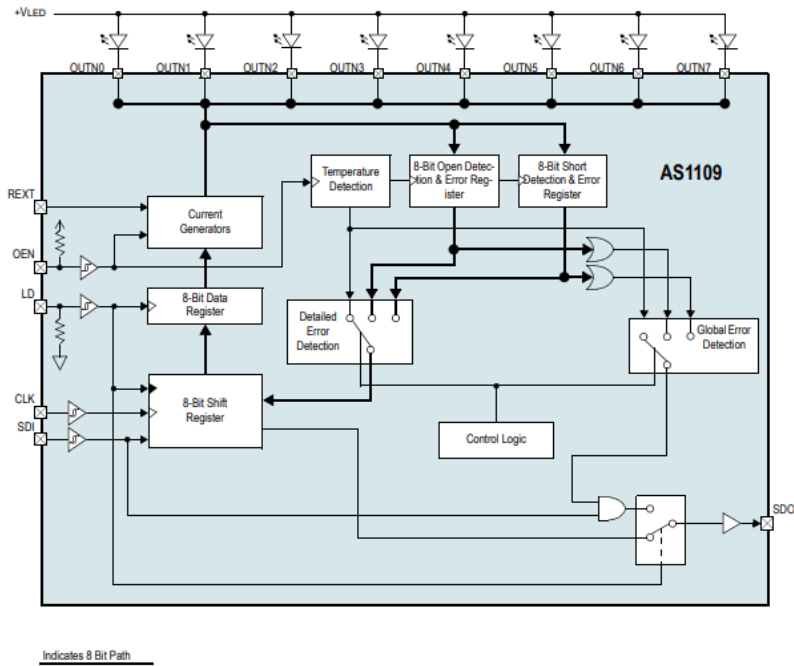 +VLED
OUTN0 OUTN1 OUTN2 OUTN3 OUTN4 OUTN5 OUTN6 OUTN7
AS1109
Temperature
Detection
8-Bit Open Detec-
tion & Error Reg-
ister
8-Bit Short
Detection & Error
Register
REXT
Current
Generators
OEN
LD
8-Bit Data
Register
Detailed
Error
Detection
Global Error
Detection
CLK
SDI
8-Bit Shift
Register
Control Logic
SDO
Indicates 8 Bit Path